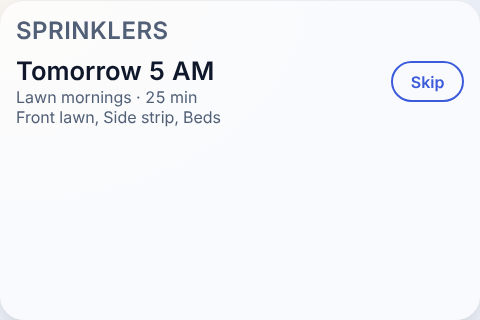 SPRINKLERS
Tomorrow 5 AM
Lawn mornings · 25 min
Front lawn, Side strip, Beds
Skip